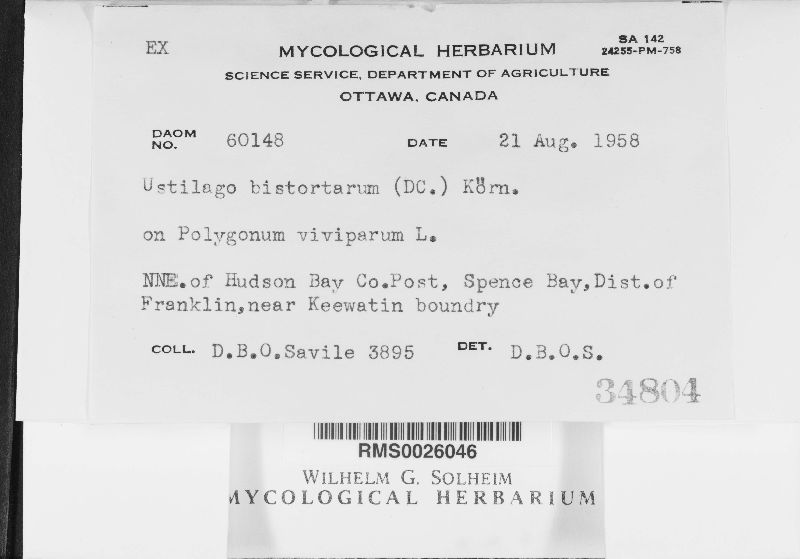 EX
MYCOLOGICAL HERBARIUM
SA 142
24255-PM-758
SCIENCE SERVICE, DEPARTMENT OF AGRICULTURE
OTTAWA, CANADA
DAOM NO. 60148 DATE 21 Aug. 1958
Ustilago bistortarum (DC.) Körn.
on Polygonum viviparum L.
NNE.of Hudson Bay Co.Post, Spence Bay,Dist.of
Franklin,near Keewatin boundry
COLL. D.B.O.Savile 3895 DET. D.B.O.S.
34804
RMS0026046
WILHELM G. SOLHEIM
MYCOLOGICAL HERBARIUM